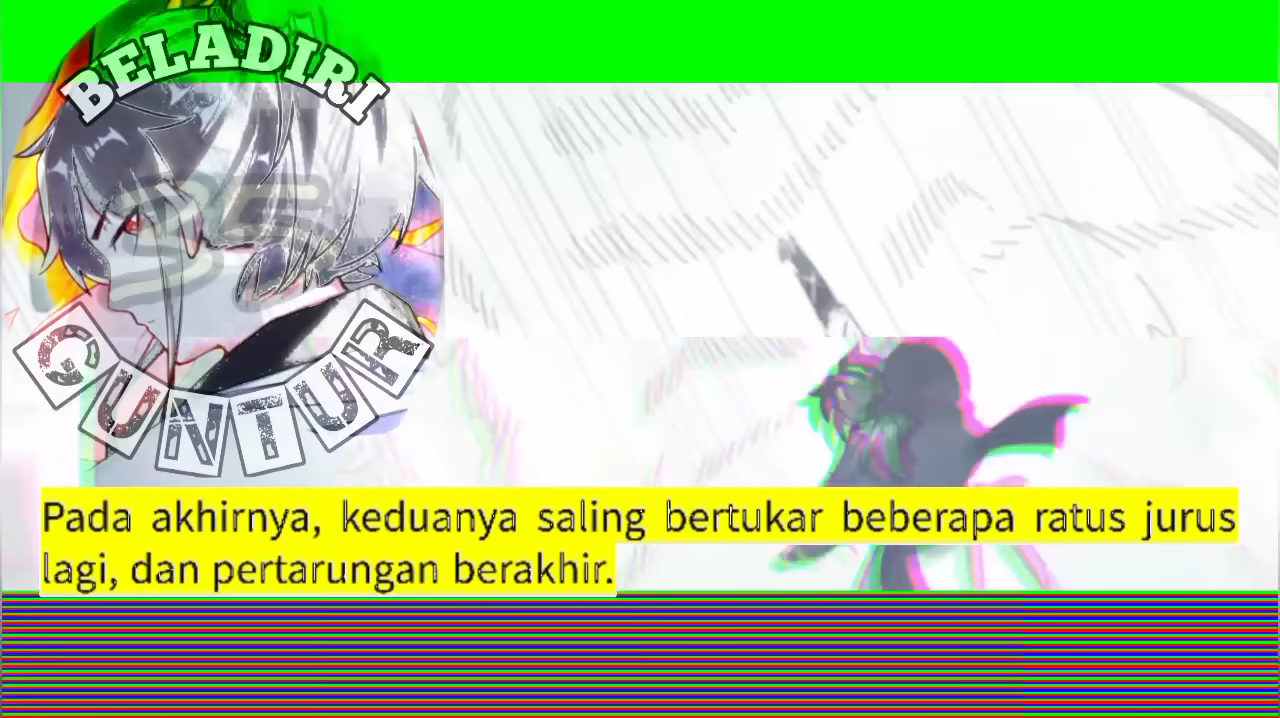 BELADIRI
GUNTUR
Pada akhirnya, keduanya saling bertukar beberapa ratus jurus
lagi, dan pertarungan berakhir.